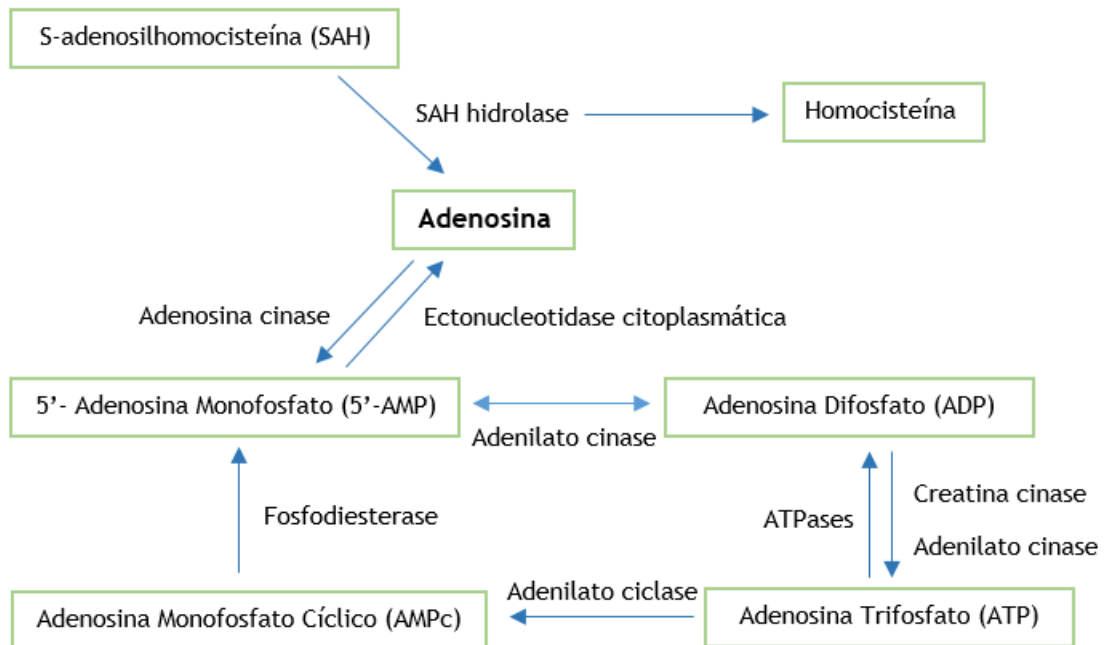 S-adenosilhomocisteína (SAH)
SAH hidrolase
Homocisteína
Adenosina
Adenosina cinase
Ectonucleotidase citoplasmática
5’- Adenosina Monofosfato (5’-AMP)
Adenosina Difosfato (ADP)
Adenilato cinase
Creatina cinase
ATPases
Fosfodiesterase
Adenilato cinase
Adenilato ciclase
Adenosina Monofosfato Cíclico (AMPc)
Adenosina Trifosfato (ATP)